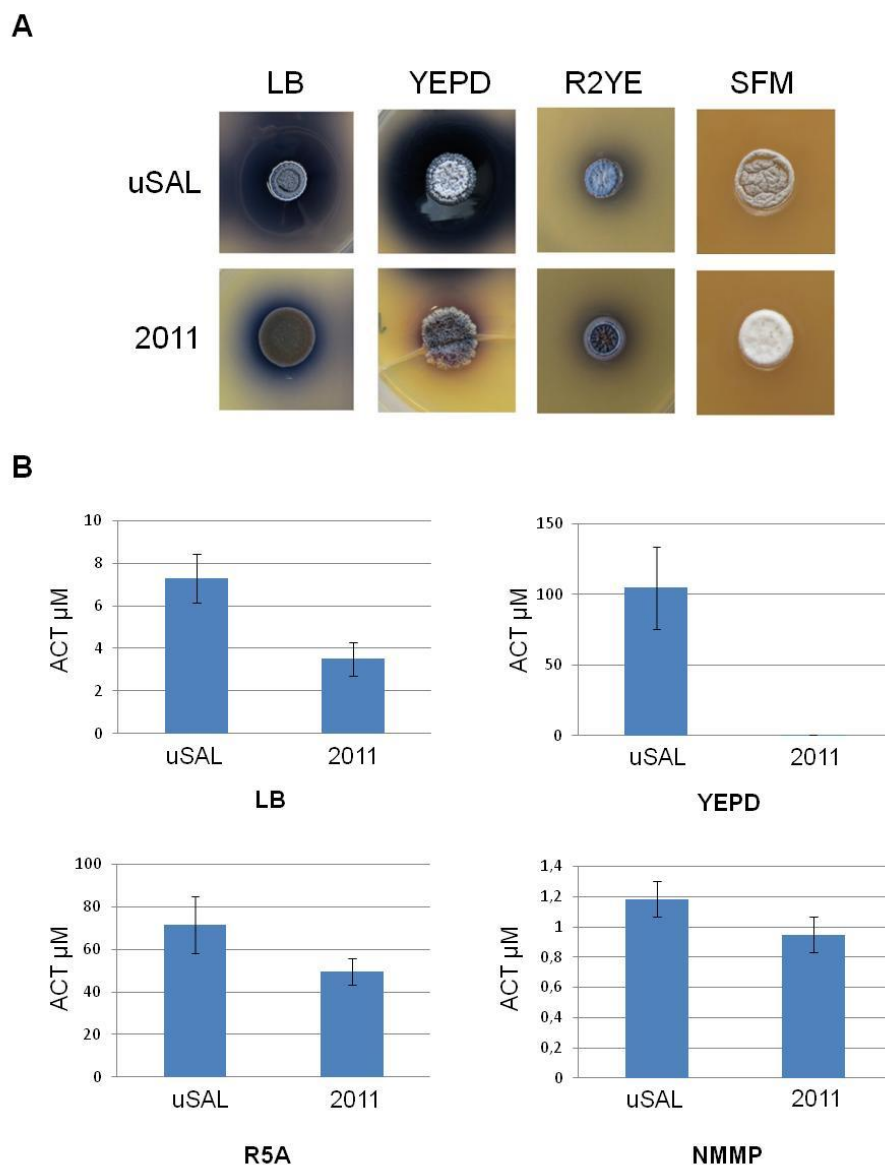 A
LB YEPD R2YE SFM
uSAL
2011
B
10
8
6
4
2
0
ACT µM
uSAL 2011
LB
150
100
50
0
ACT µM
uSAL 2011
YEPD
100
80
60
40
20
0
ACT µM
uSAL 2011
R5A
1,4
1,2
1
0,8
0,6
0,4
0,2
0
ACT µM
uSAL 2011
NMMP